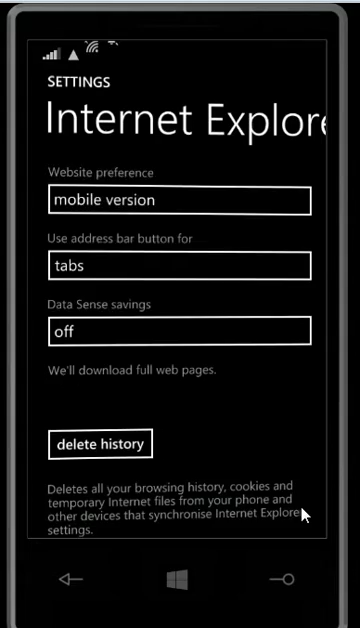 SETTINGS
Internet Explore
Website preference
mobile version
Use address bar button for
tabs
Data Sense savings
off
We'll download full web pages.
delete history
Deletes all your browsing history, cookies and
temporary Internet files from your phone and
other devices that synchronise Internet Explorer
settings.